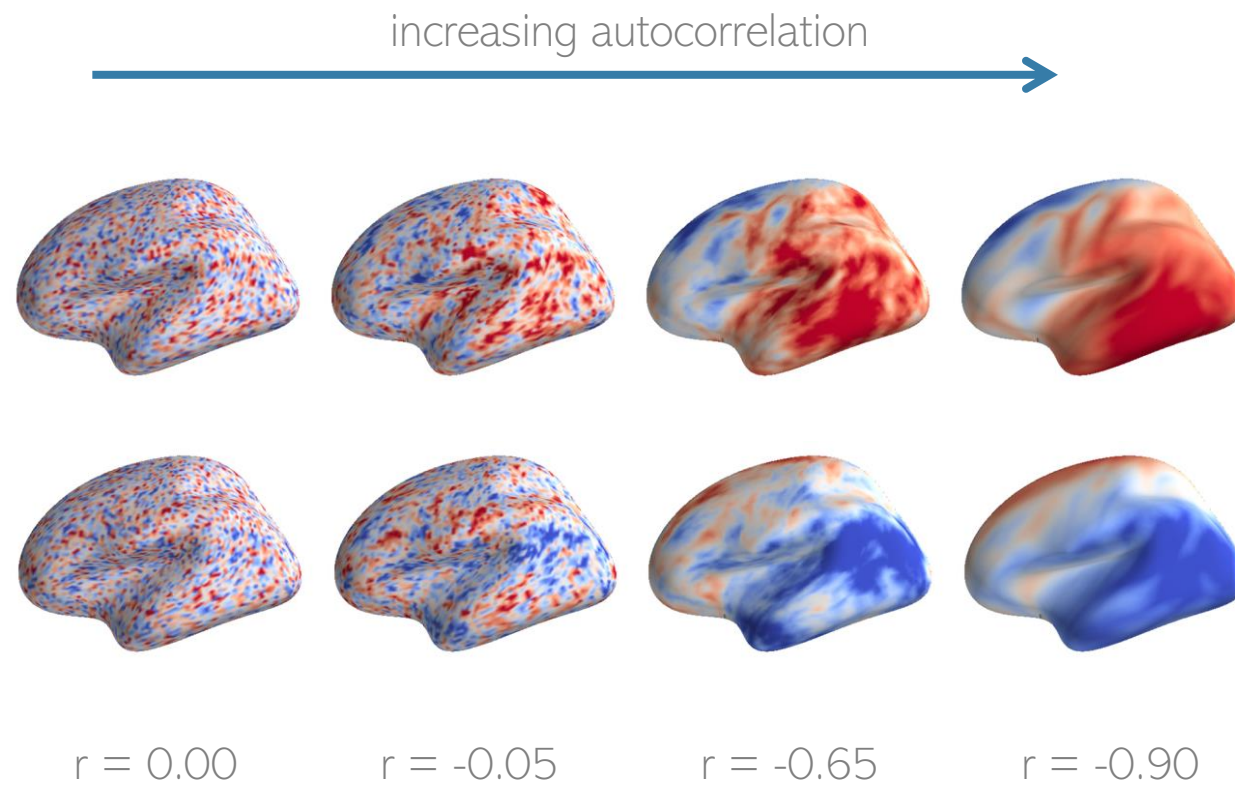 increasing autocorrelation
r = 0.00 r = -0.05 r = -0.65 r = -0.90